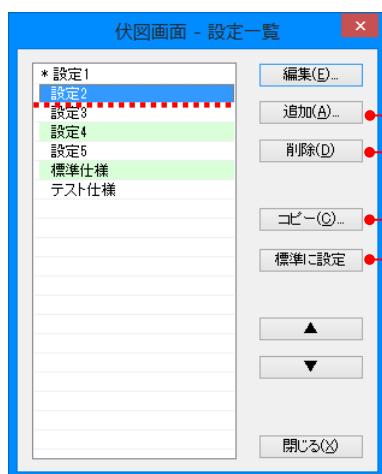 伏図画面 - 設定一覧
×
* 設定1
設定2
設定3
設定4
設定5
標準仕様
テスト仕様
編集(E)...
追加(A)...
削除(D)
コピー(C)...
標準に設定
▲
▼
閉じる(X)